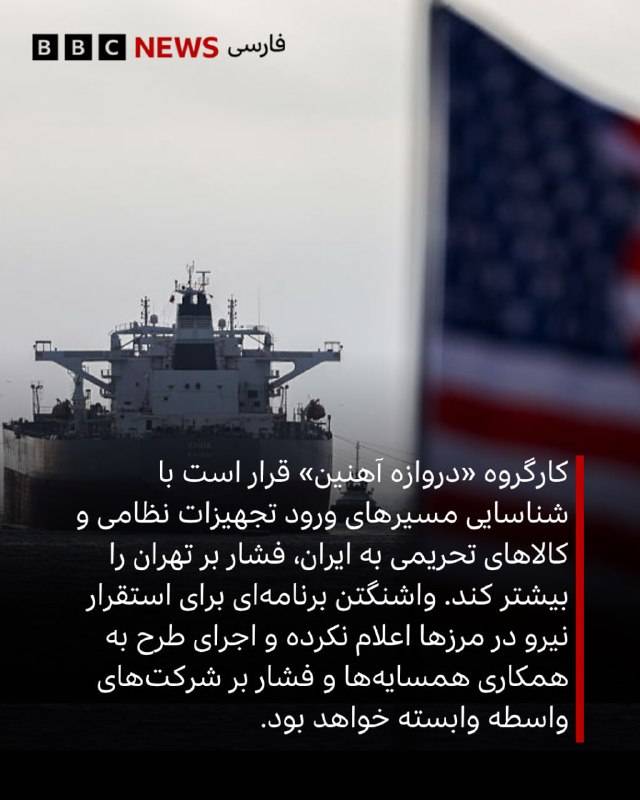 BBC NEWS فارسی
کارگروه «دروازه آهنین» قرار است با
شناسایی مسیرهای ورود تجهیزات نظامی و
کالاهای تحریمی به ایران، فشار بر تهران را
بیشتر کند. واشنگتن برنامه‌ای برای استقرار
نیرو در مرزها اعلام نکرده و اجرای طرح به
همکاری همسایه‌ها و فشار بر شرکت‌های
واسطه وابسته خواهد بود.